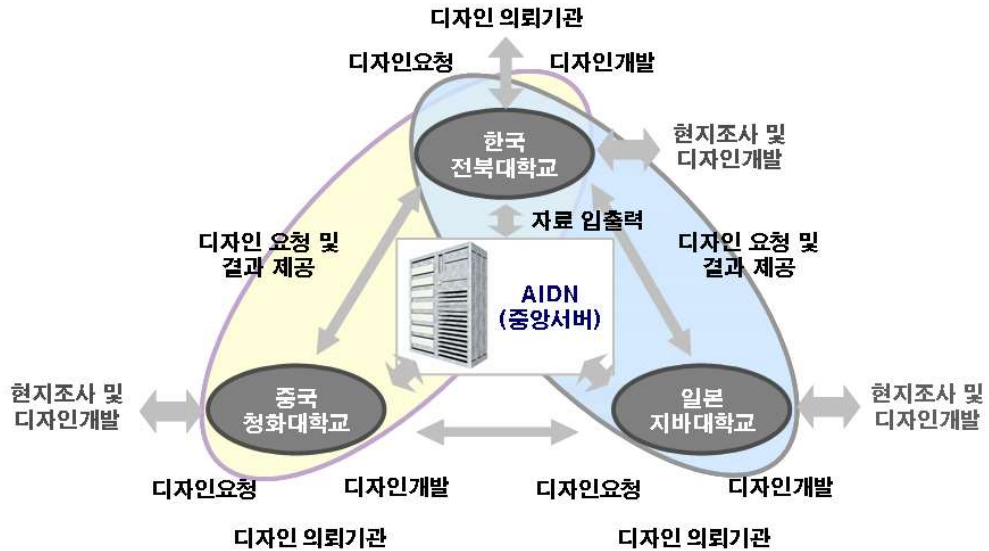 디자인 의뢰기관
디자인요청
디자인개발
한국
전북대학교
현지조사 및
디자인개발
자료 입출력
디자인 요청 및
결과 제공
디자인 요청 및
결과 제공
AIDN
(중앙서버)
현지조사 및
디자인개발
중국
청화대학교
일본
지바대학교
현지조사 및
디자인개발
디자인요청
디자인개발
디자인요청
디자인개발
디자인 의뢰기관
디자인 의뢰기관